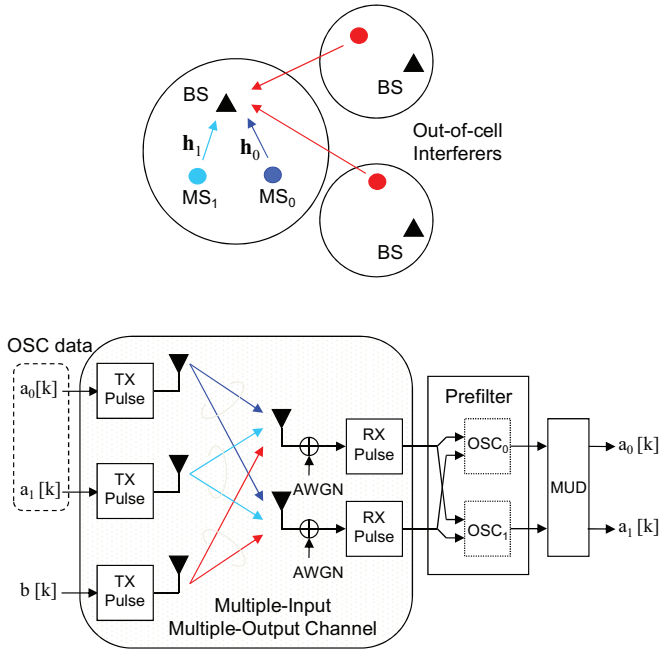 BS
BS
h1
h0
MS1
MS0
Out-of-cell
Interferers
BS
OSC data
a0[k]
TX
Pulse
a1[k]
TX
Pulse
b [k]
TX
Pulse
AWGN
RX
Pulse
AWGN
RX
Pulse
Multiple-Input
Multiple-Output Channel
Prefilter
OSC0
OSC1
MUD
a0 [k]
a1 [k]